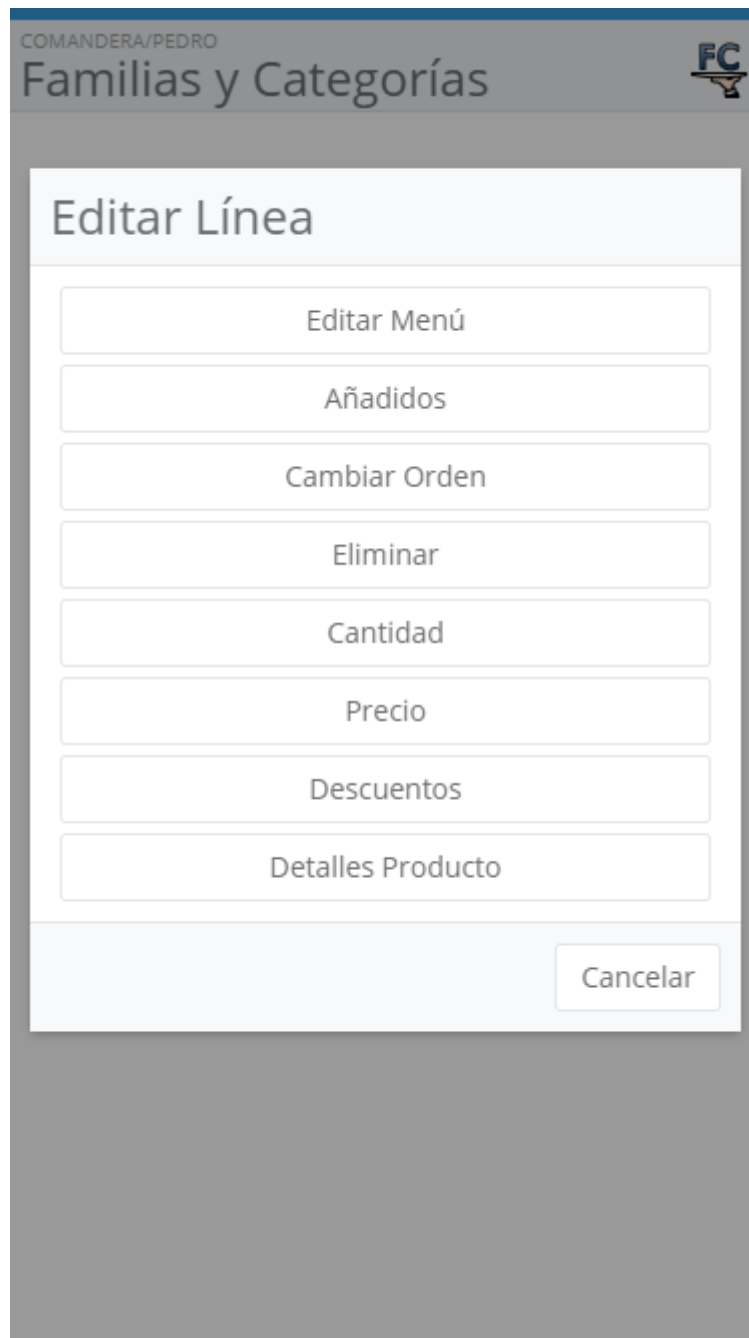 COMANDERA/PEDRO
Familias y Categorías
FC
Editar Línea
Editar Menú
Añadidos
Cambiar Orden
Eliminar
Cantidad
Precio
Descuentos
Detalles Producto
Cancelar